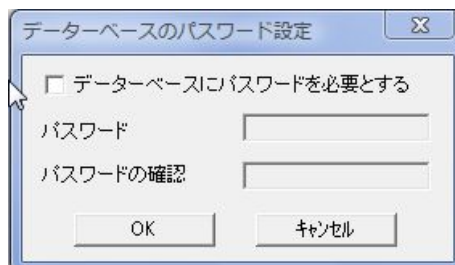 データーベースのパスワード設定
データーベースにパスワードを必要とする
パスワード
パスワードの確認
OK ｷｬﾝｾﾙ